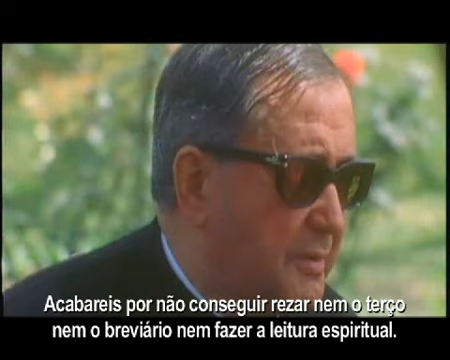 Acabareis por não conseguir rezar nem o terço
nem o breviário nem fazer a leitura espiritual.